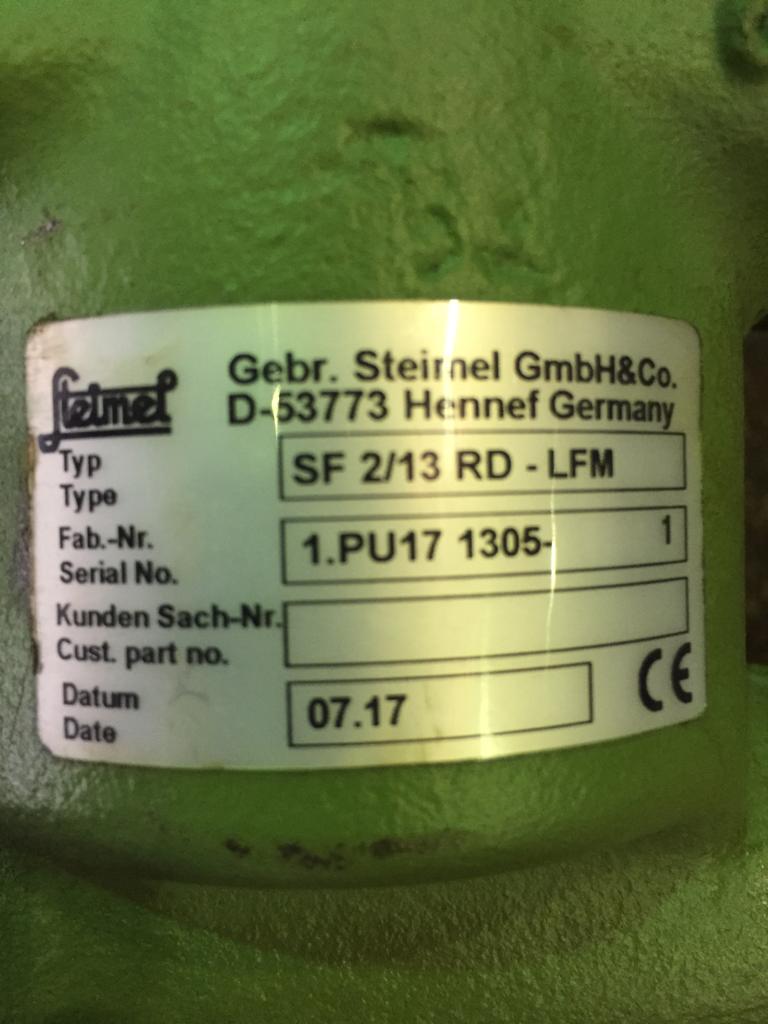 Steimel
Gebr. Steimel GmbH&Co.
D-53773 Hennef Germany
Typ
Type
SF 2/13 RD - LFM
Fab.-Nr.
Serial No.
1.PU17 1305- 1
Kunden Sach-Nr.
Cust. part no.
Datum
Date
07.17
CE